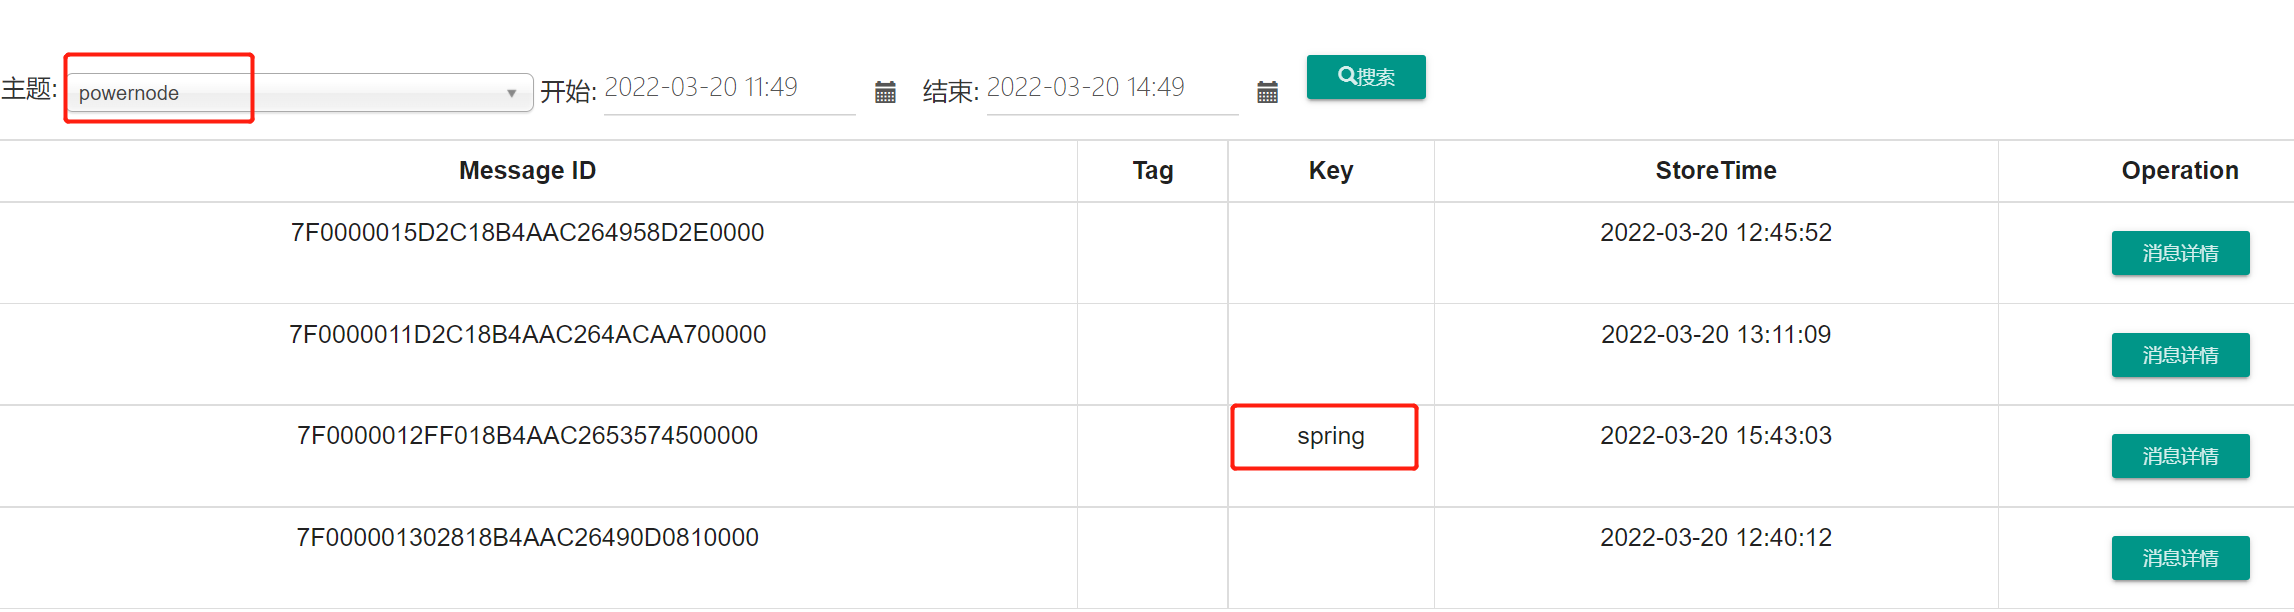 主题: powernode 开始: 2022-03-20 11:49 结束: 2022-03-20 14:49 搜索
Message ID Tag Key StoreTime Operation
7F0000015D2C18B4AAC264958D2E0000 2022-03-20 12:45:52 消息详情
7F0000011D2C18B4AAC264ACAA700000 2022-03-20 13:11:09 消息详情
7F0000012FF018B4AAC2653574500000 spring 2022-03-20 15:43:03 消息详情
7F000001302818B4AAC26490D0810000 2022-03-20 12:40:12 消息详情